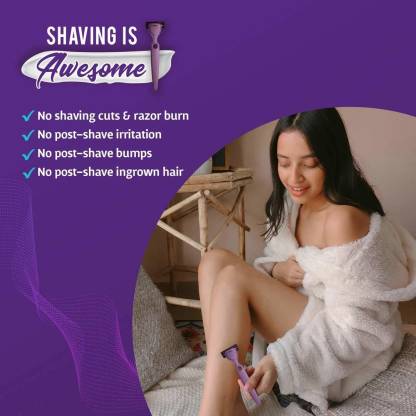 SHAVING IS
Awesome
No shaving cuts & razor burn
No post-shave irritation
No post-shave bumps
No post-shave ingrown hair